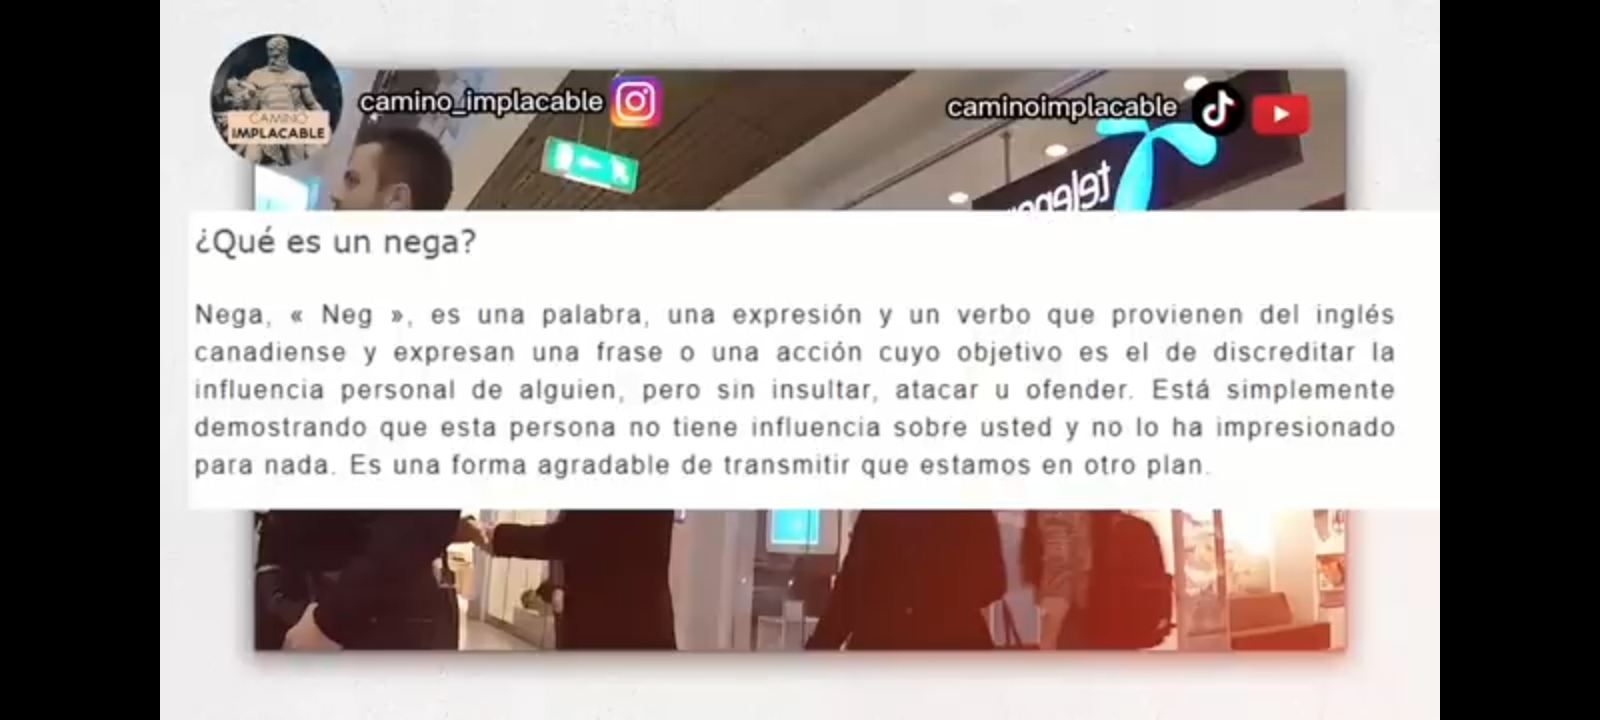 camino_implacable
caminoimplacable
CAMINO
IMPLACABLE
¿Qué es un nega?
Nega, « Neg », es una palabra, una expresión y un verbo que provienen del inglés
canadiense y expresan una frase o una acción cuyo objetivo es el de discreditar la
influencia personal de alguien, pero sin insultar, atacar u ofender. Está simplemente
demostrando que esta persona no tiene influencia sobre usted y no lo ha impresionado
para nada. Es una forma agradable de transmitir que estamos en otro plan.